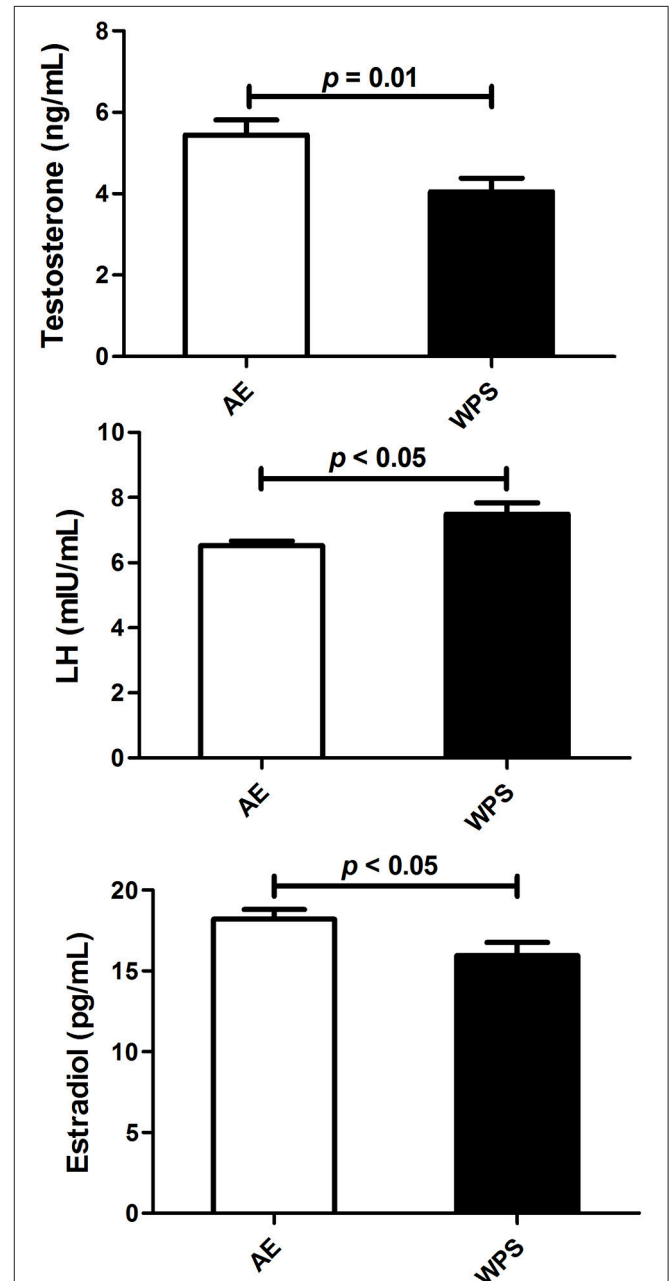 Testosterone (ng/mL)
8
6
4
2
0
p = 0.01
AE
WPS
LH (mIU/mL)
10
8
6
4
2
0
p < 0.05
AE
WPS
Estradiol (pg/mL)
20
15
10
5
0
p < 0.05
AE
WPS